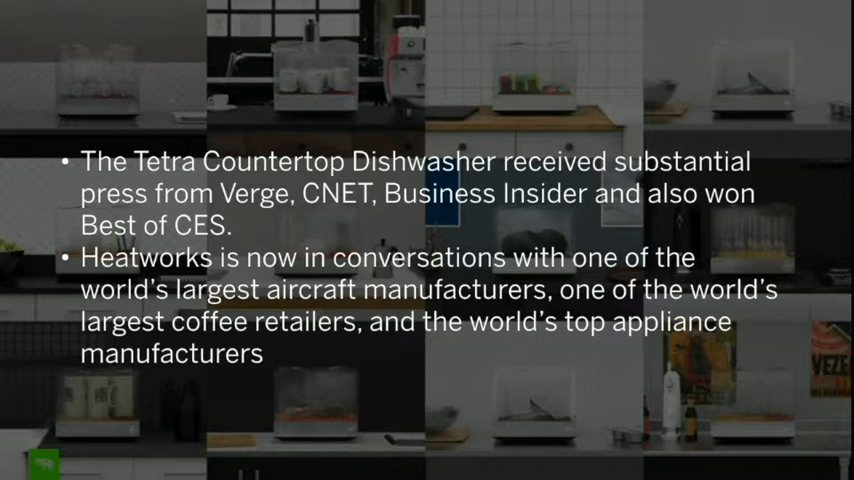 • The Tetra Countertop Dishwasher received substantial
press from Verge, CNET, Business Insider and also won
Best of CES.
• Heatworks is now in conversations with one of the
world's largest aircraft manufacturers, one of the world's
largest coffee retailers, and the world's top appliance
manufacturers
VEZE